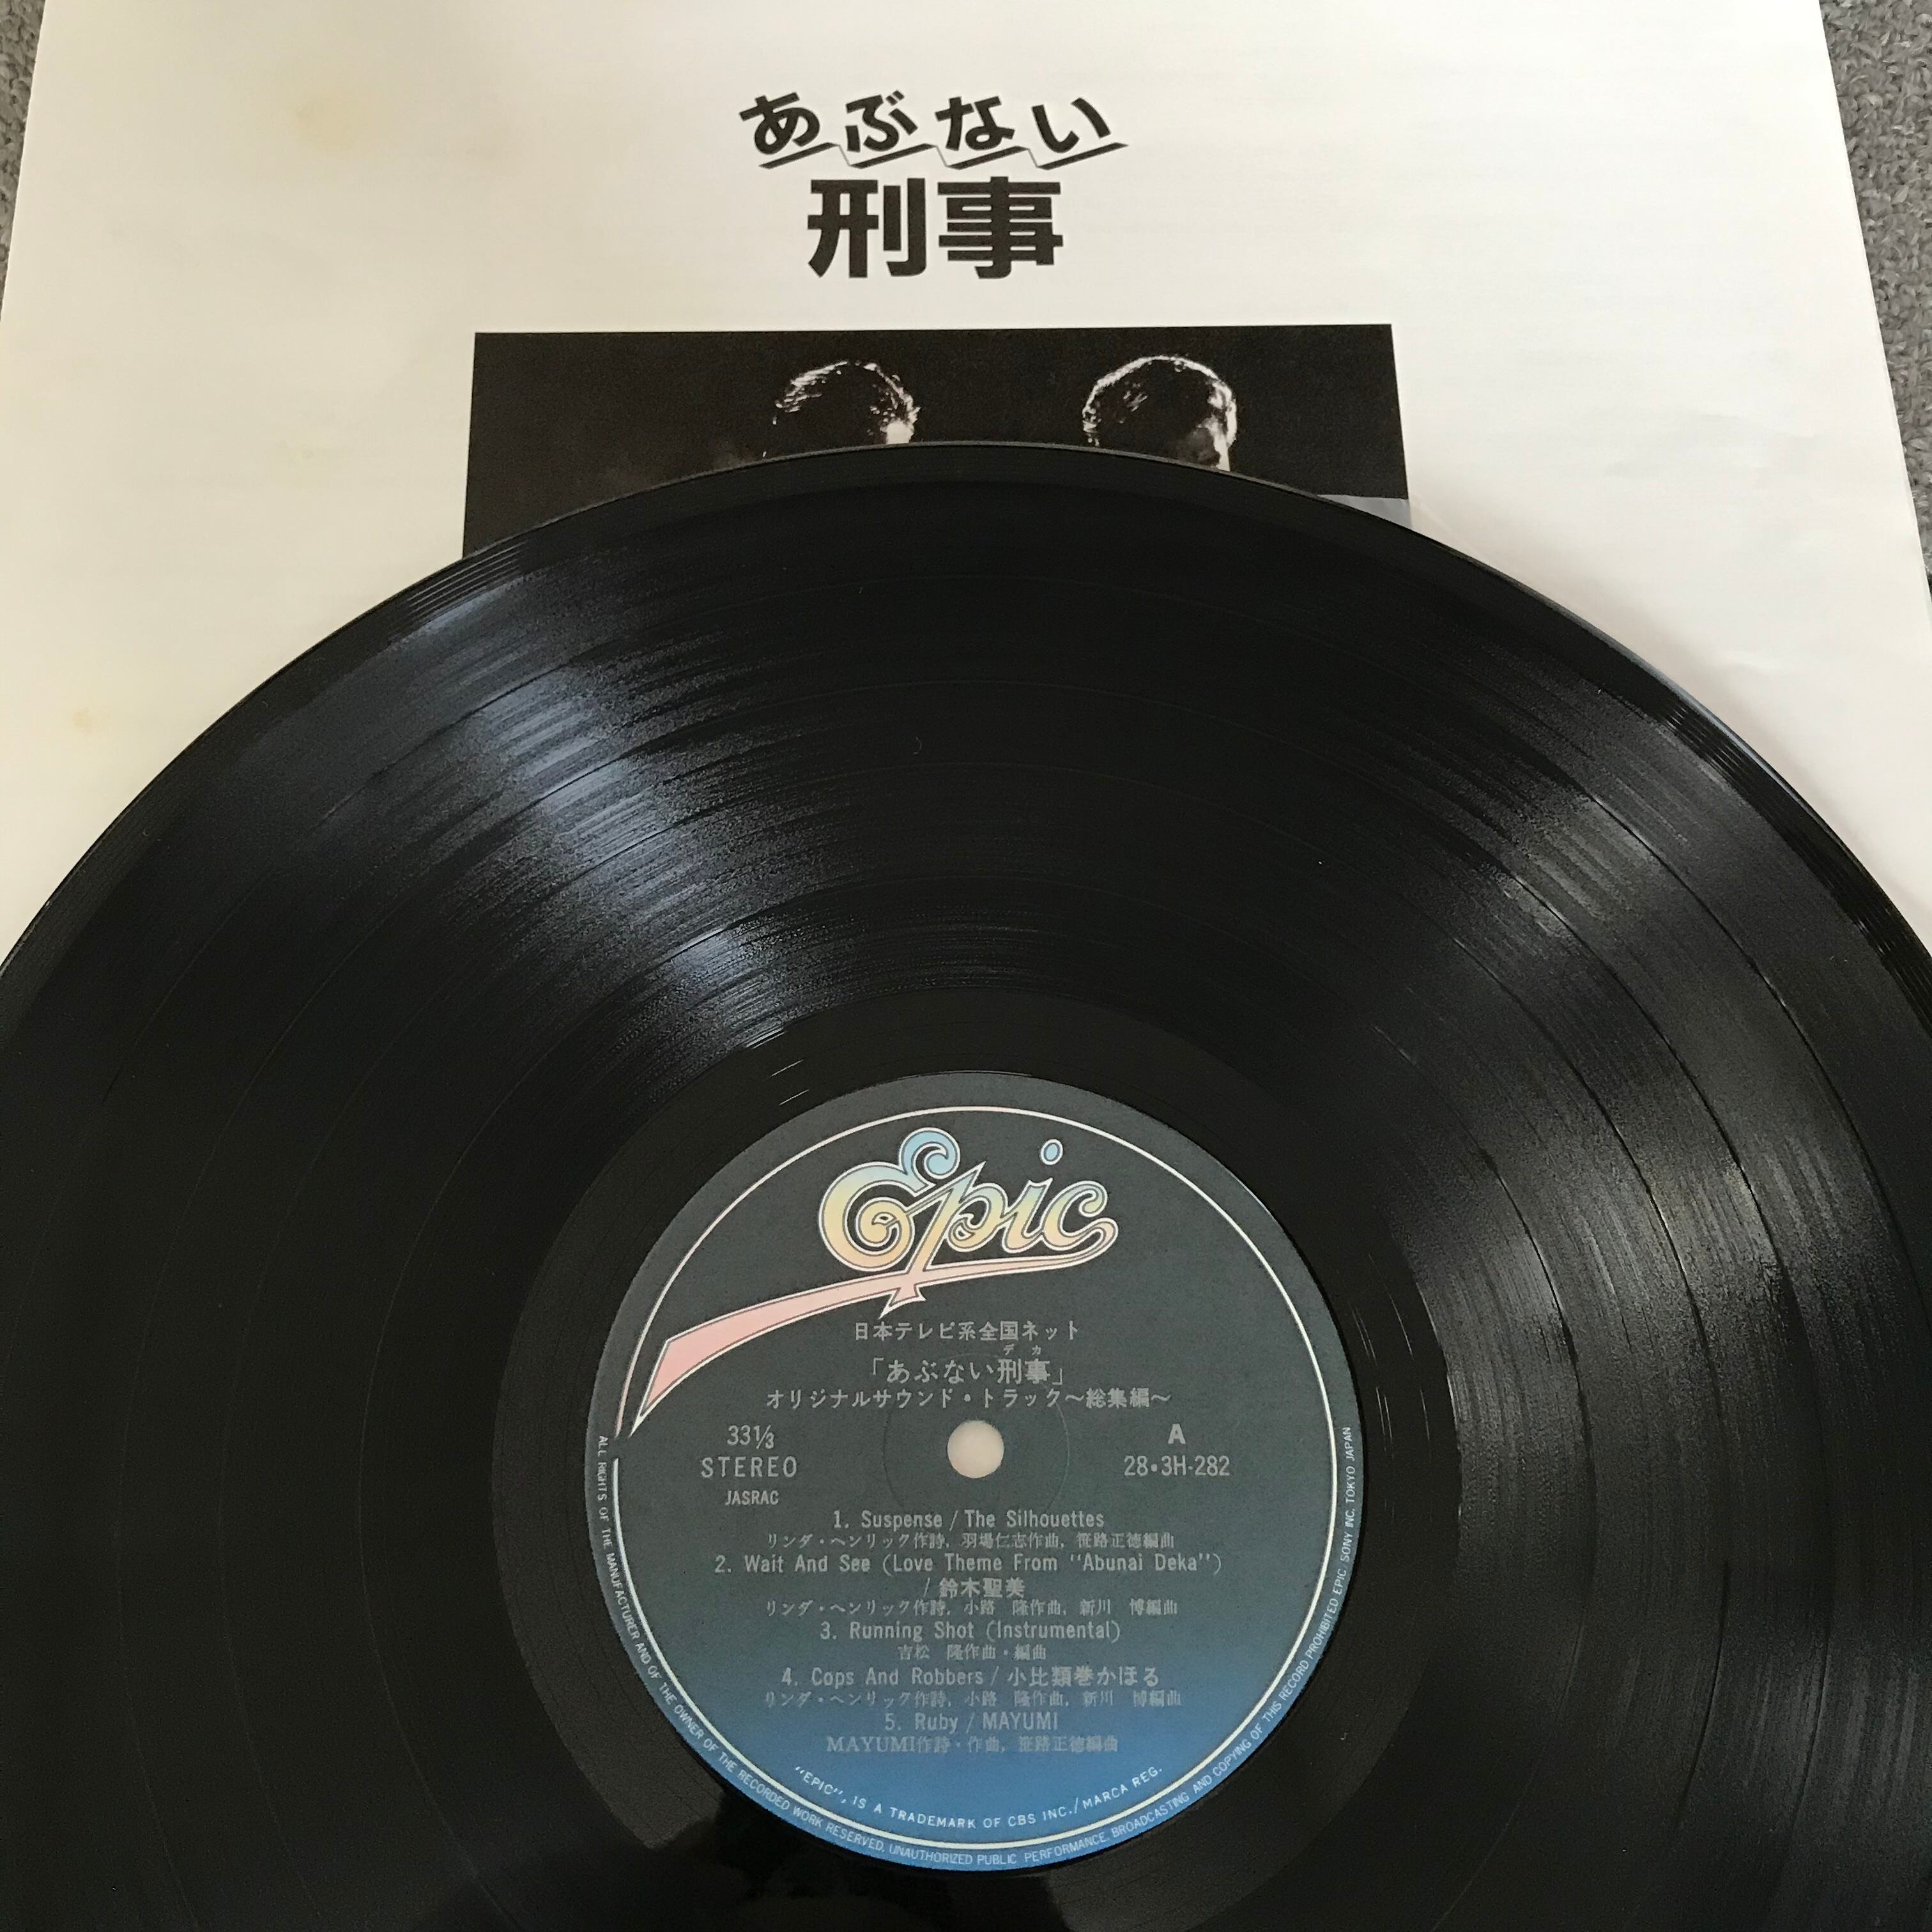 あぶない
刑事
Epic
日本テレビ系全国ネット
デカ
「あぶない刑事」
オリジナルサウンド・トラック～総集編～
33⅓
STEREO
JASRAC
A
28・3H-282
1. Suspense / The Silhouettes
リンダ・ヘンリック作詩, 羽場仁志作曲, 笹路正徳編曲
2. Wait And See (Love Theme From "Abunai Deka")
/ 鈴木聖美
リンダ・ヘンリック作詩, 小路 隆作曲, 新川 博編曲
3. Running Shot (Instrumental)
吉松 隆作曲・編曲
4. Cops And Robbers / 小比類巻かほる
リンダ・ヘンリック作詩, 小路 隆作曲, 新川 博編曲
5. Ruby / MAYUMI
MAYUMI作詩・作曲, 笹路正徳編曲
"EPIC", IS A TRADEMARK OF CBS INC./MARCA REG.
ALL RIGHTS OF THE MANUFACTURER AND OF THE OWNER OF THE RECORDED WORK RESERVED. UNAUTHORIZED PUBLIC PERFORMANCE, BROADCASTING AND COPYING OF THIS RECORD PROHIBITED EPIC SONY INC. TOKYO JAPAN